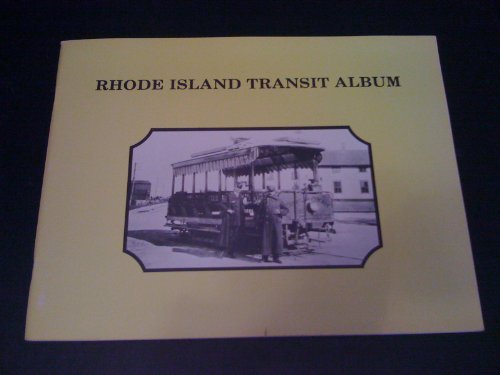 RHODE ISLAND TRANSIT ALBUM